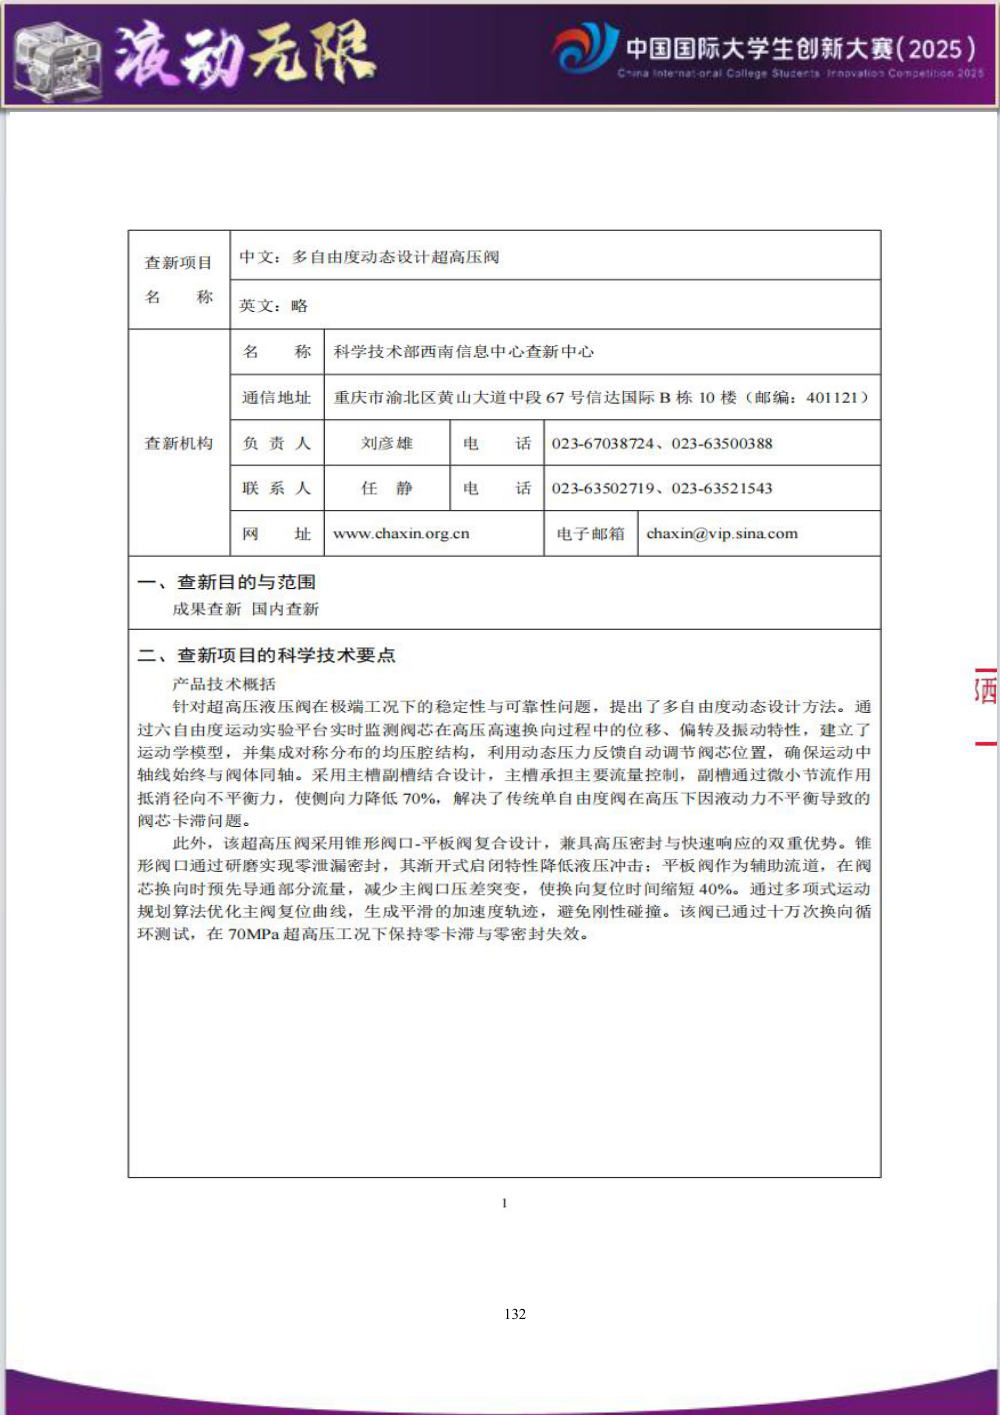 液动无限
中国国际大学生创新大赛(2025)
China International College Students Innovation Competition 2025
查新项目
名 称
中文：多自由度动态设计超高压阀
英文：略
查新机构
名 称 科学技术部西南信息中心查新中心
通信地址 重庆市渝北区黄山大道中段 67 号信达国际 B 栋 10 楼（邮编：401121）
负 责 人 刘彦雄 电 话 023-67038724、023-63500388
联 系 人 任 静 电 话 023-63502719、023-63521543
网 址 www.chaxin.org.cn 电子邮箱 chaxin@vip.sina.com
一、查新目的与范围
成果查新 国内查新
二、查新项目的科学技术要点
产品技术概括
针对超高压液压阀在极端工况下的稳定性与可靠性问题，提出了多自由度动态设计方法。通
过六自由度运动实验平台实时监测阀芯在高压高速换向过程中的位移、偏转及振动特性，建立了
运动学模型，并集成对称分布的均压腔结构，利用动态压力反馈自动调节阀芯位置，确保运动中
轴线始终与阀体同轴。采用主槽副槽结合设计，主槽承担主要流量控制，副槽通过微小节流作用
抵消径向不平衡力，使侧向力降低 70%，解决了传统单自由度阀在高压下因液动力不平衡导致的
阀芯卡滞问题。
此外，该超高压阀采用锥形阀口-平板阀复合设计，兼具高压密封与快速响应的双重优势。锥
形阀口通过研磨实现零泄漏密封，其渐开式启闭特性降低液压冲击；平板阀作为辅助流道，在阀
芯换向时预先导通部分流量，减少主阀口压差突变，使换向复位时间缩短 40%。通过多项式运动
规划算法优化主阀复位曲线，生成平滑的加速度轨迹，避免刚性碰撞。该阀已通过十万次换向循
环测试，在 70MPa 超高压工况下保持零卡滞与零密封失效。
西
1
132